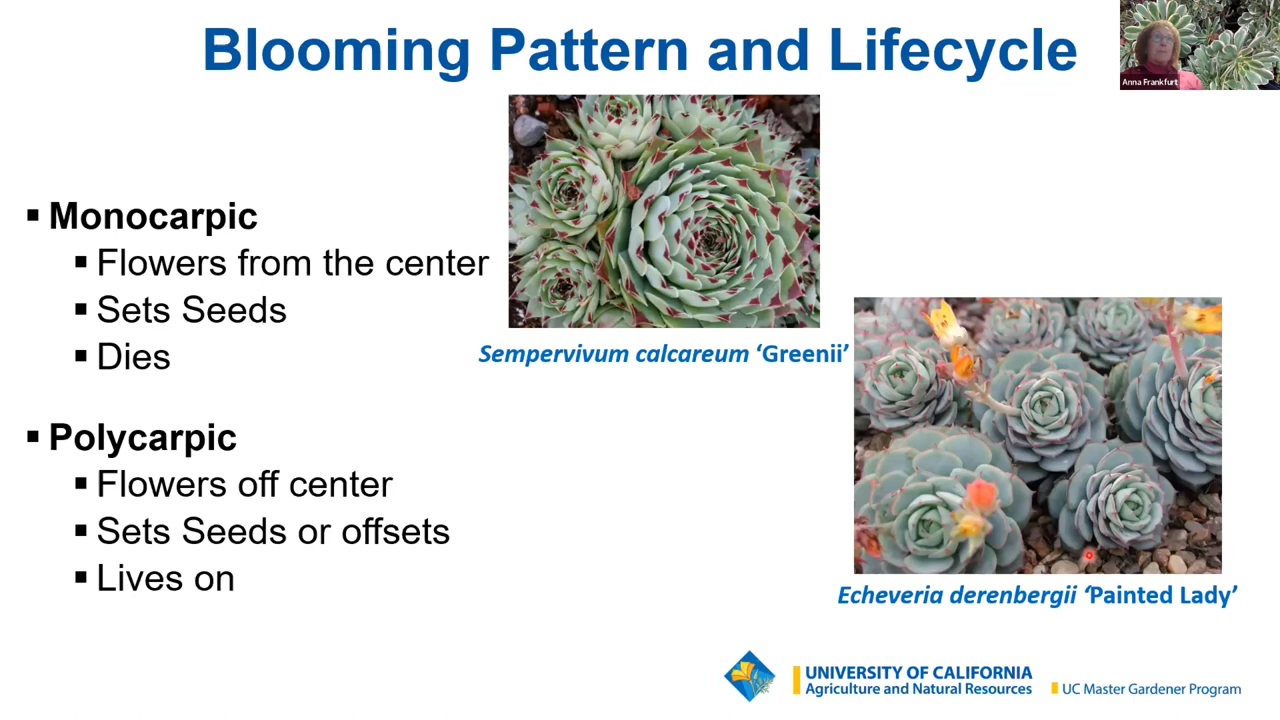 Blooming Pattern and Lifecycle
Anna Frankfurt
▪ Monocarpic
▪ Flowers from the center
▪ Sets Seeds
▪ Dies
Sempervivum calcareum ‘Greenii’
▪ Polycarpic
▪ Flowers off center
▪ Sets Seeds or offsets
▪ Lives on
Echeveria derenbergii ‘Painted Lady’
UNIVERSITY OF CALIFORNIA
Agriculture and Natural Resources
UC Master Gardener Program